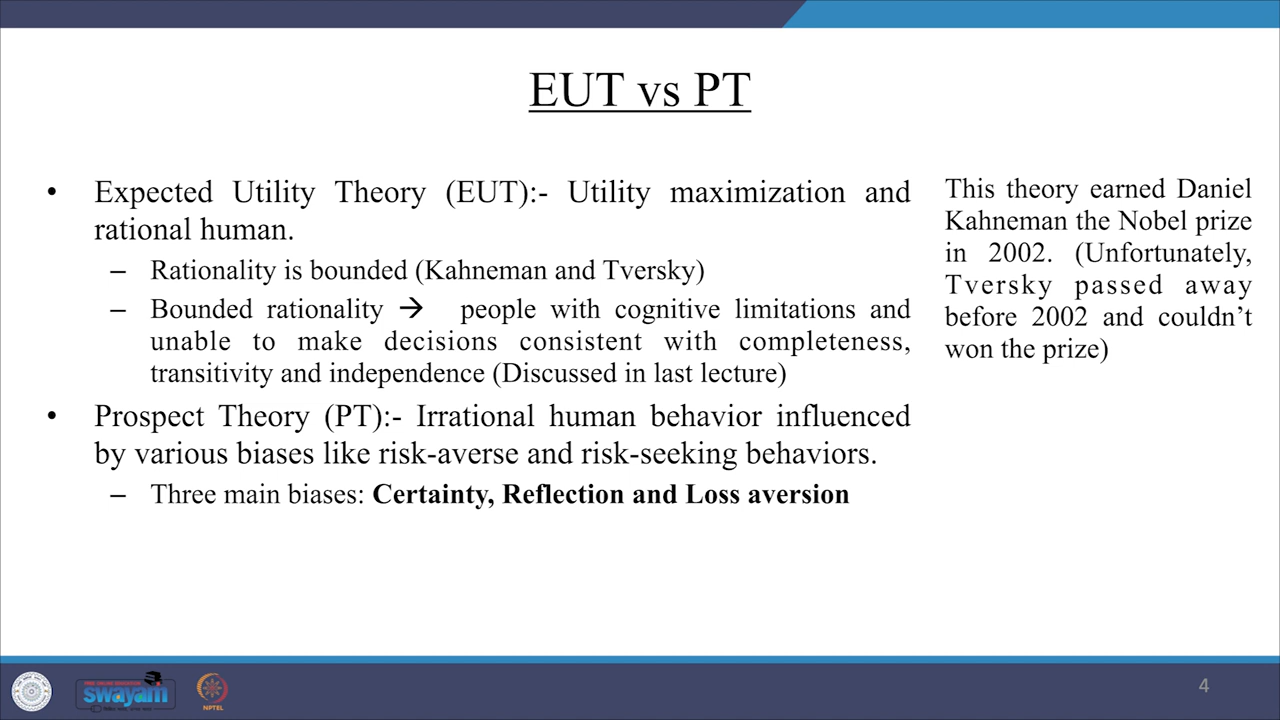 EUT vs PT
• Expected Utility Theory (EUT):- Utility maximization and
rational human.
– Rationality is bounded (Kahneman and Tversky)
– Bounded rationality → people with cognitive limitations and
unable to make decisions consistent with completeness,
transitivity and independence (Discussed in last lecture)
• Prospect Theory (PT):- Irrational human behavior influenced
by various biases like risk-averse and risk-seeking behaviors.
– Three main biases: Certainty, Reflection and Loss aversion
This theory earned Daniel
Kahneman the Nobel prize
in 2002. (Unfortunately,
Tversky passed away
before 2002 and couldn’t
won the prize)
swayam
NPTEL
4